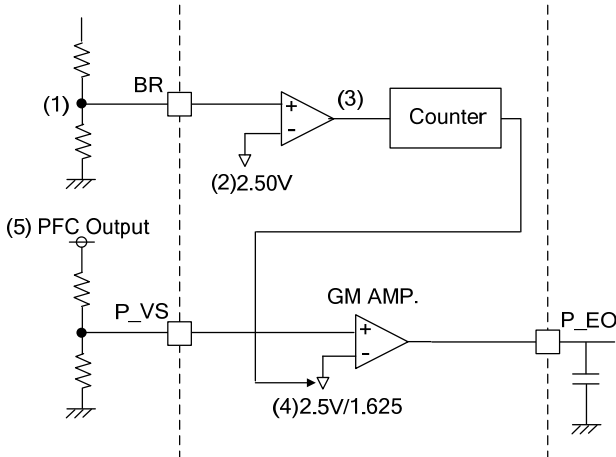 BR
(1)
+
-
(3)
Counter
(2)2.50V
(5) PFC Output
P_VS
GM AMP.
+
-
P_EO
(4)2.5V/1.625